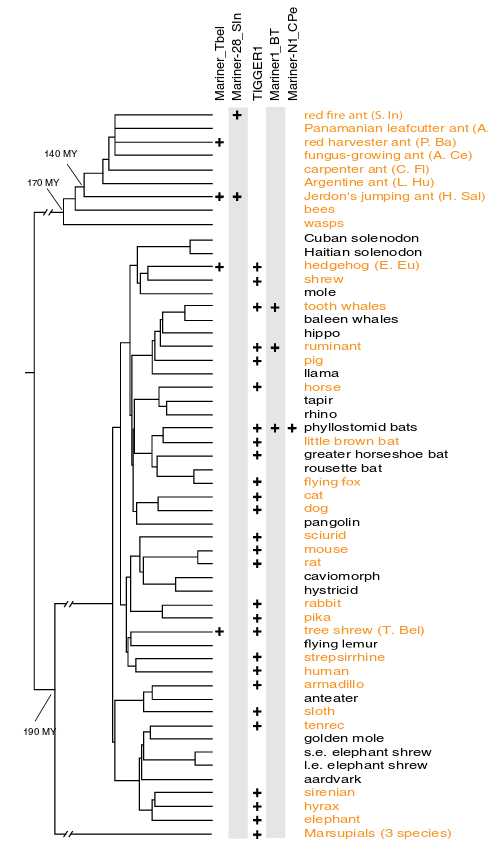 Mariner_Tbel
Mariner-28_SIn
TIGGER1
Mariner1_BT
Mariner-N1_CPe
red fire ant (S. In)
Panamanian leafcutter ant (A.
red harvester ant (P. Ba)
fungus-growing ant (A. Ce)
carpenter ant (C. Fl)
Argentine ant (L. Hu)
Jerdon's jumping ant (H. Sal)
bees
wasps
140 MY
170 MY
Cuban solenodon
Haitian solenodon
hedgehog (E. Eu)
shrew
mole
tooth whales
baleen whales
hippo
ruminant
pig
llama
horse
tapir
rhino
phyllostomid bats
little brown bat
greater horseshoe bat
rousette bat
flying fox
cat
dog
pangolin
sciurid
mouse
rat
caviomorph
hystricid
rabbit
pika
tree shrew (T. Bel)
flying lemur
strepsirrhine
human
armadillo
anteater
sloth
tenrec
190 MY
golden mole
s.e. elephant shrew
l.e. elephant shrew
aardvark
sirenian
hyrax
elephant
Marsupials (3 species)